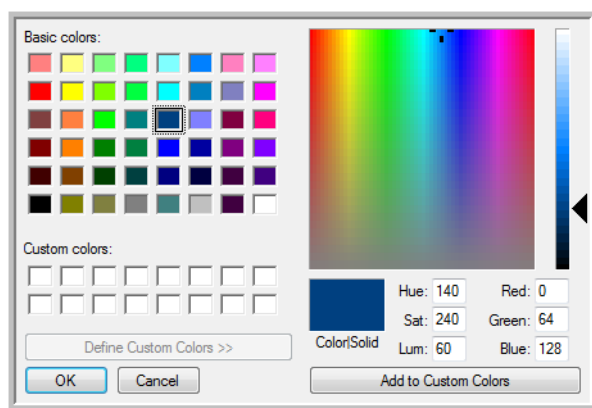 Basic colors:
Custom colors:
Define Custom Colors >>
OK Cancel
Color|Solid
Hue: 140 Red: 0
Sat: 240 Green: 64
Lum: 60 Blue: 128
Add to Custom Colors